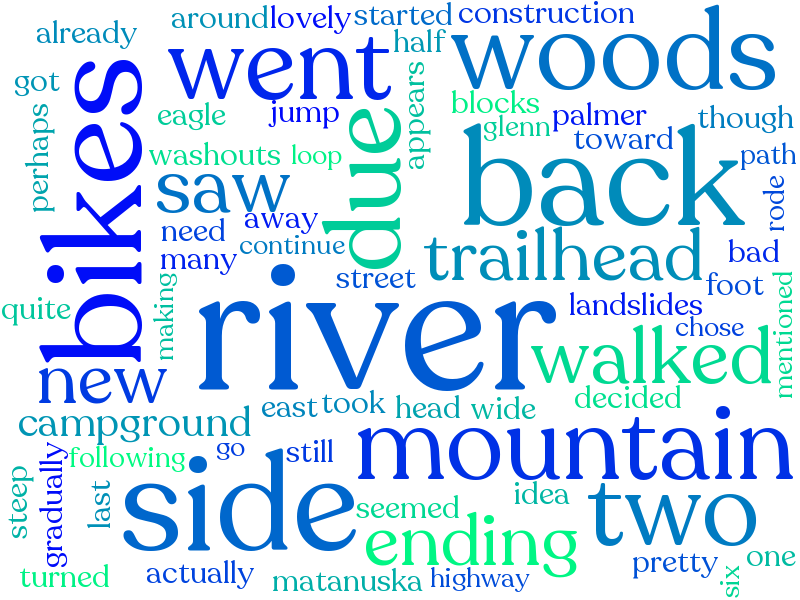 already
around
lovely
started
construction
went
half
woods
got
bikes
eagle
jump
due
appears
blocks
glenn
palmer
though
toward
path
perhaps
washouts
loop
back
saw
rode
need
away
many
continue
trailhead
bad
street
river
foot
quite
making
landslides
chose
mentioned
new
walked
decided
campground
east
took
head
wide
mountain
following
go
still
steep
gradually
last
side
seemed
idea
two
ending
turned
actually
matanuska
highway
pretty
six
one